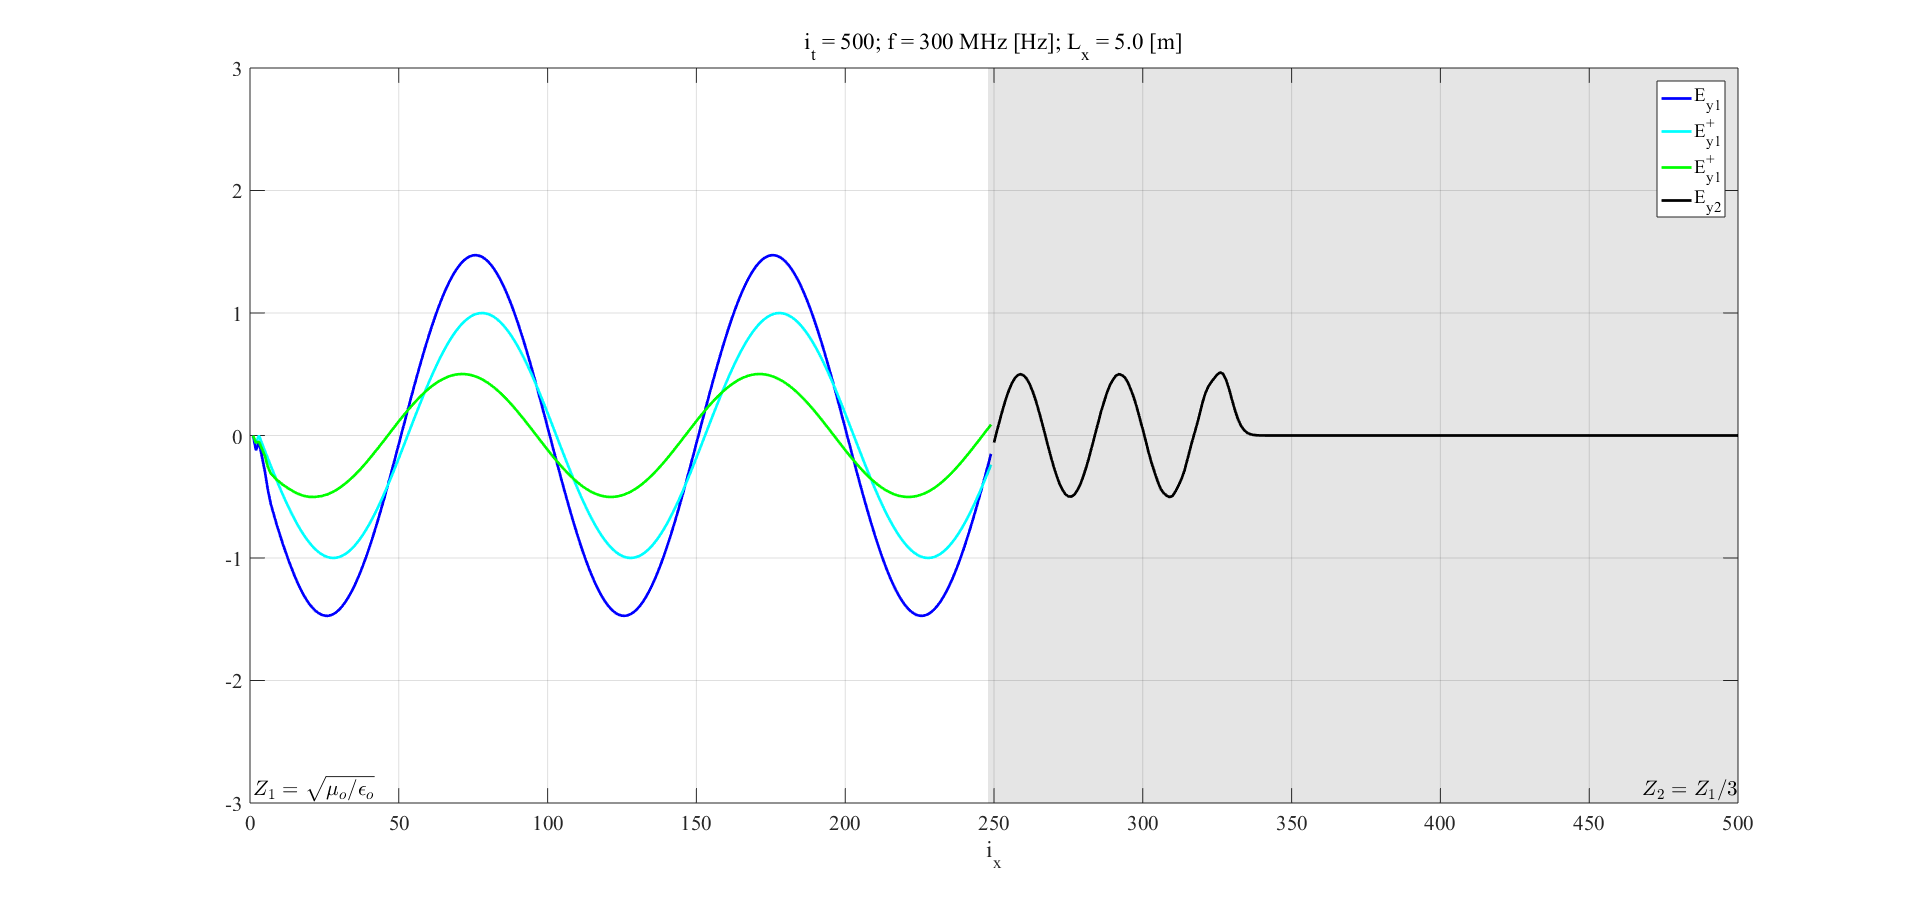 i_t = 500; f = 300 MHz [Hz]; L_x = 5.0 [m]
3
2
1
0
-1
-2
-3
E_y1
E^+_y1
E^+_y1
E_y2
Z_1 = √μ_o/ϵ_o
Z_2 = Z_1/3
0 50 100 150 200 250 300 350 400 450 500
i_x